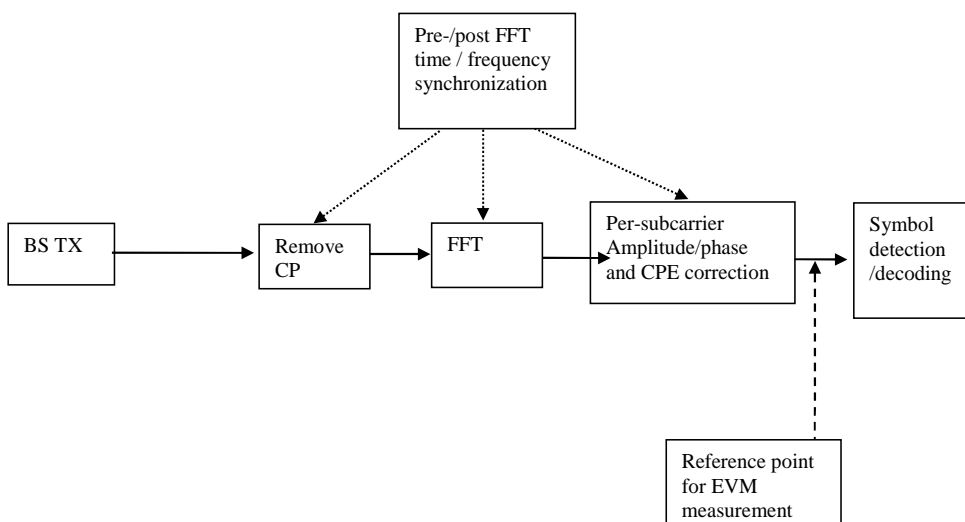 Pre-/post FFT
time / frequency
synchronization
BS TX
Remove
CP
FFT
Per-subcarrier
Amplitude/phase
and CPE correction
Symbol
detection
/decoding
Reference point
for EVM
measurement